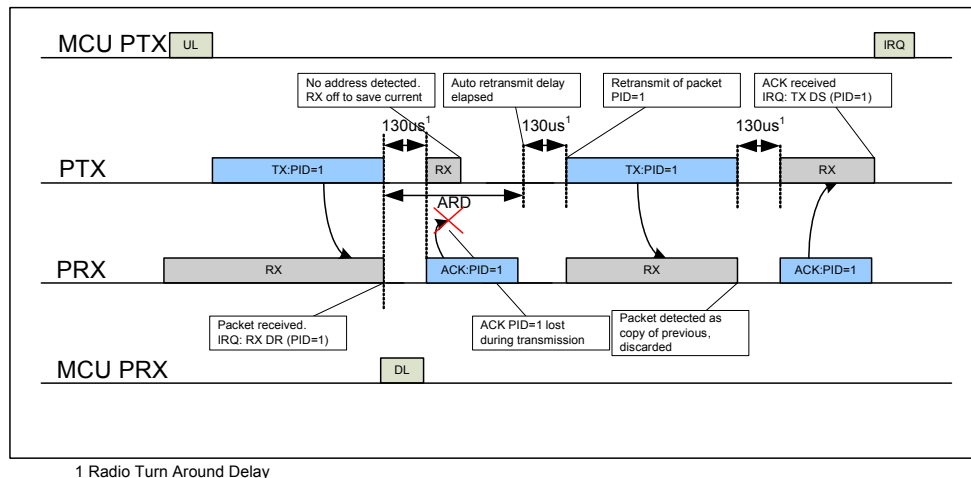 MCU PTX
UL
IRQ
No address detected.
RX off to save current
Auto retransmit delay
elapsed
Retransmit of packet
PID=1
ACK received
IRQ: TX DS (PID=1)
130us1
130us1
130us1
PTX
TX:PID=1
RX
TX:PID=1
RX
ARD
PRX
RX
ACK:PID=1
RX
ACK:PID=1
Packet received.
IRQ: RX DR (PID=1)
ACK PID=1 lost
during transmission
Packet detected as
copy of previous,
discarded
MCU PRX
DL
1 Radio Turn Around Delay